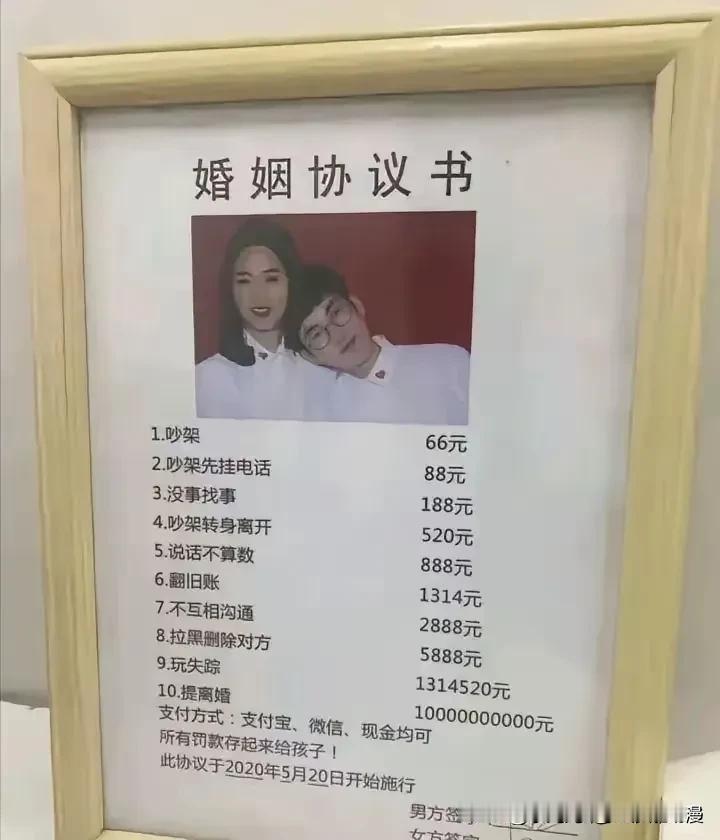 婚姻协议书
1.吵架 66元
2.吵架先挂电话 88元
3.没事找事 188元
4.吵架转身离开 520元
5.说话不算数 888元
6.翻旧账 1314元
7.不互相沟通 2888元
8.拉黑删除对方 5888元
9.玩失踪 1314520元
10.提离婚 10000000000元
支付方式：支付宝、微信、现金均可
所有罚款存起来给孩子！
此协议于2020年5月20日开始施行
男方签
女方签字
漫